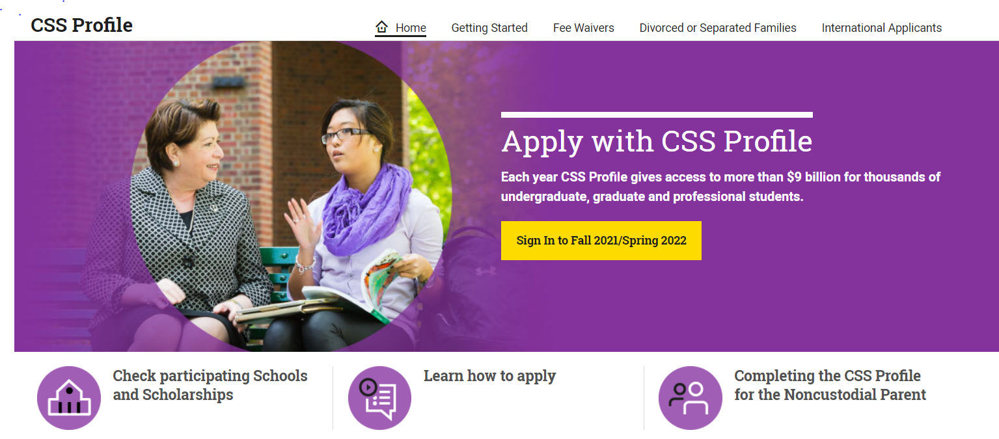 CSS Profile
Home
Getting Started
Fee Waivers
Divorced or Separated Families
International Applicants
Apply with CSS Profile
Each year CSS Profile gives access to more than $9 billion for thousands of
undergraduate, graduate and professional students.
Sign In to Fall 2021/Spring 2022
Check participating Schools
and Scholarships
Learn how to apply
Completing the CSS Profile
for the Noncustodial Parent